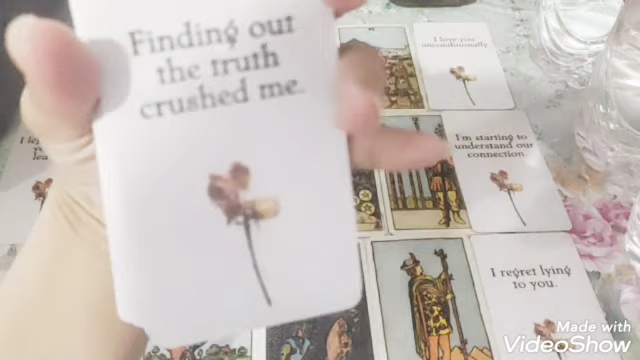 Finding out
the truth
crushed me.
I love you
unconditionally
I'm starting to
understand our
connection.
I regret lying
to you.
Made with
VideoShow